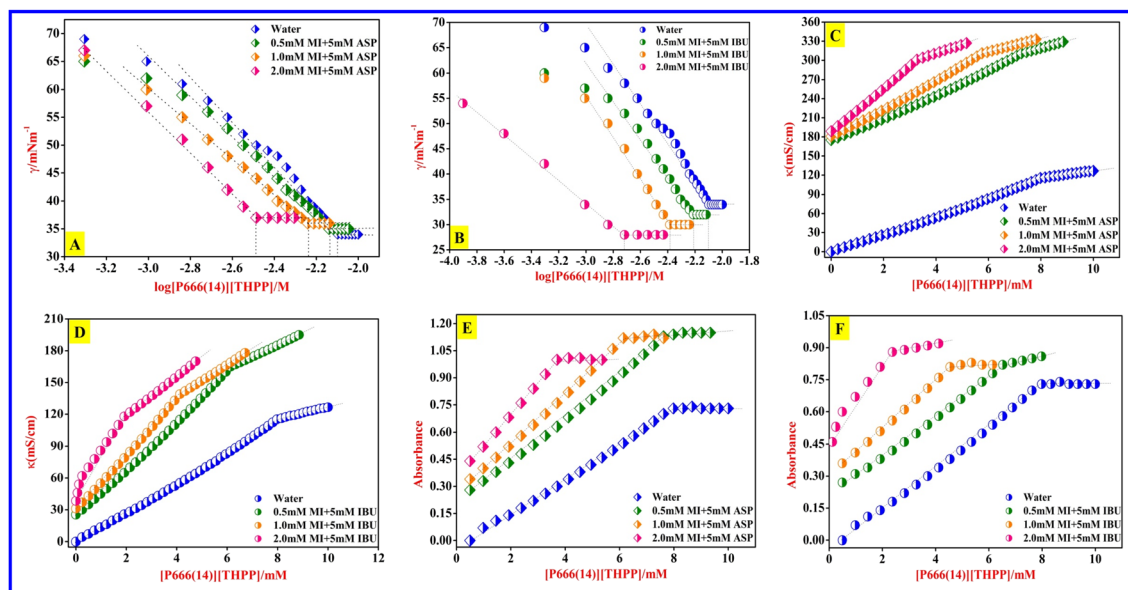 70
65
60
55
50
45
40
35
30
γ/mNm⁻¹
Water
0.5mM MI+5mM ASP
1.0mM MI+5mM ASP
2.0mM MI+5mM ASP
A
-3.4 -3.2 -3.0 -2.8 -2.6 -2.4 -2.2 -2.0
log[P666(14)][THPP]/M
70
65
60
55
50
45
40
35
30
25
γ/mNm⁻¹
Water
0.5mM MI+5mM IBU
1.0mM MI+5mM IBU
2.0mM MI+5mM IBU
B
-4.0 -3.8 -3.6 -3.4 -3.2 -3.0 -2.8 -2.6 -2.4 -2.2 -2.0 -1.8
log[P666(14)][THPP]/M
360
330
300
270
240
210
180
150
120
90
60
30
0
κ(mS/cm)
C
Water
0.5mM MI+5mM ASP
1.0mM MI+5mM ASP
2.0mM MI+5mM ASP
0 2 4 6 8 10
[P666(14)][THPP]/mM
210
180
150
120
90
60
30
0
κ(mS/cm)
D
Water
0.5mM MI+5mM IBU
1.0mM MI+5mM IBU
2.0mM MI+5mM IBU
0 2 4 6 8 10 12
[P666(14)][THPP]/mM
1.20
1.05
0.90
0.75
0.60
0.45
0.30
0.15
0.00
Absorbance
E
Water
0.5mM MI+5mM ASP
1.0mM MI+5mM ASP
2.0mM MI+5mM ASP
0 2 4 6 8 10
[P666(14)][THPP]/mM
1.05
0.90
0.75
0.60
0.45
0.30
0.15
0.00
Absorbance
F
Water
0.5mM MI+5mM IBU
1.0mM MI+5mM IBU
2.0mM MI+5mM IBU
0 2 4 6 8 10
[P666(14)][THPP]/mM